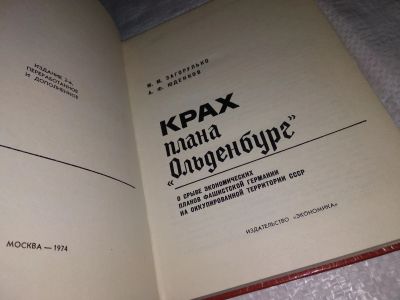 ИЗДАНИЕ 2-е,
ПЕРЕРАБОТАННОЕ
И ДОПОЛНЕННОЕ
МОСКВА — 1974
М. М. ЗАГОРУЛЬКО
А. Ф. ЮДЕНКОВ
КРАХ
плана
„Ольденбург“
О СРЫВЕ ЭКОНОМИЧЕСКИХ
ПЛАНОВ ФАШИСТСКОЙ ГЕРМАНИИ
НА ОККУПИРОВАННОЙ ТЕРРИТОРИИ СССР
ИЗДАТЕЛЬСТВО «ЭКОНОМИКА»